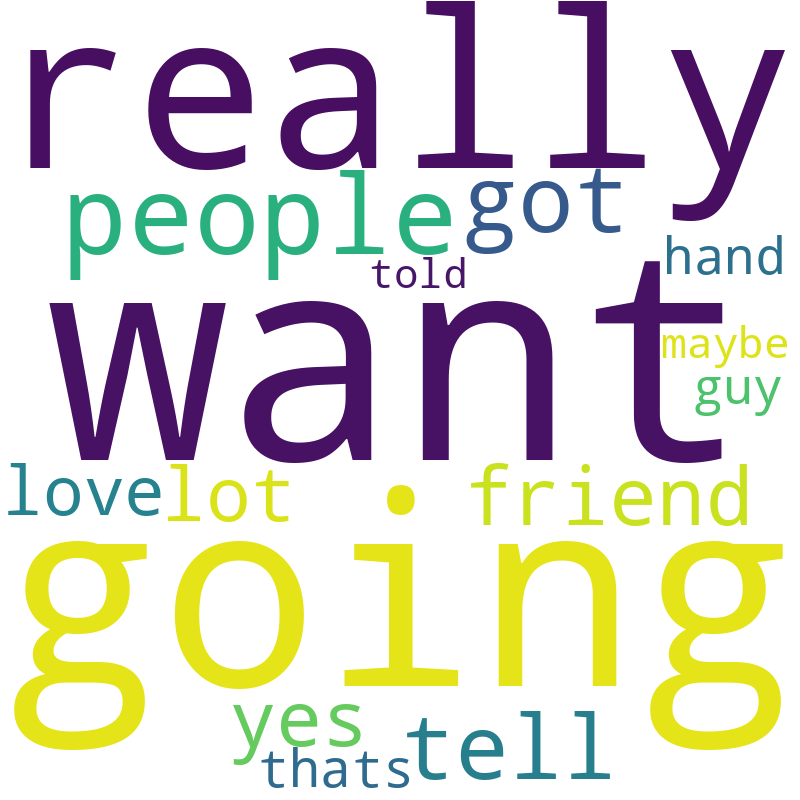 really
people got
hand
told
want
maybe
guy
love lot friend
going
yes
tell
thats